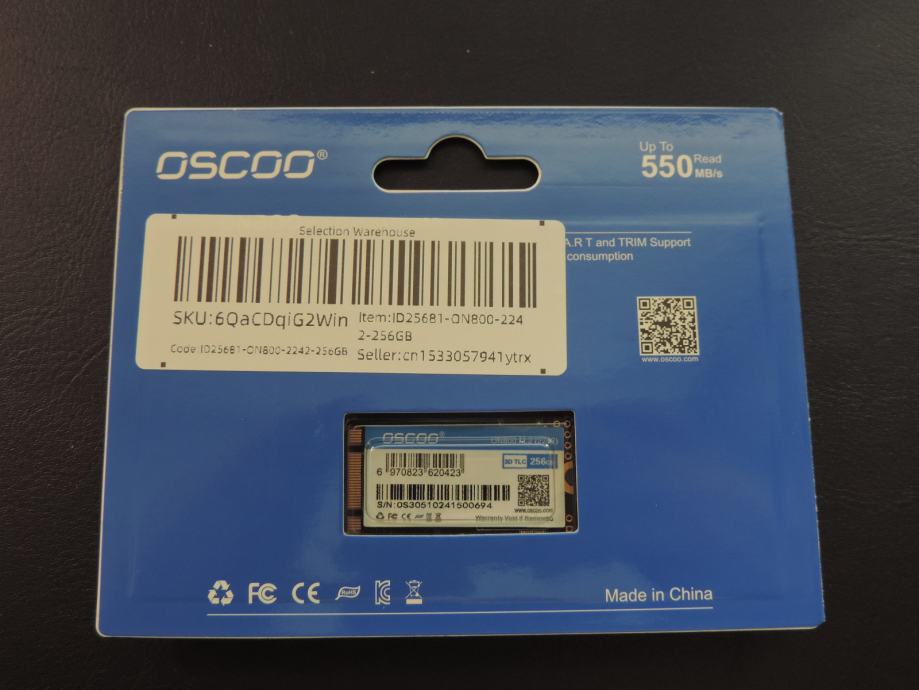 OSCOO®
Up To
550 Read
MB/s
Selection Warehouse
A.R T and TRIM Support
consumption
SKU:6QaCDqiG2Win
Item:ID25681-ON800-224
2-256GB
Code:ID25681-ON800-2242-256GB
Seller:cn1533057941ytrx
www.oscoo.com
OSCOO®
3D TLC 256GB
6 970823 620423
S/N:OS30510241500694
www.oscoo.com
Warranty Void if Removed
FC CE RoHS
Made in China